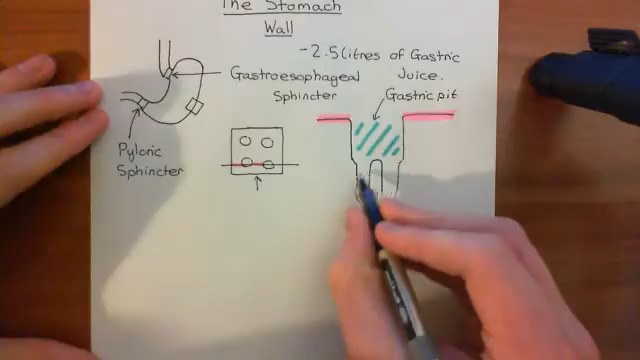 The Stomach
Wall
-2.5Litres of Gastric
Juice.
Gastroesophageal
Sphincter
Gastric pit
Pyloric
Sphincter